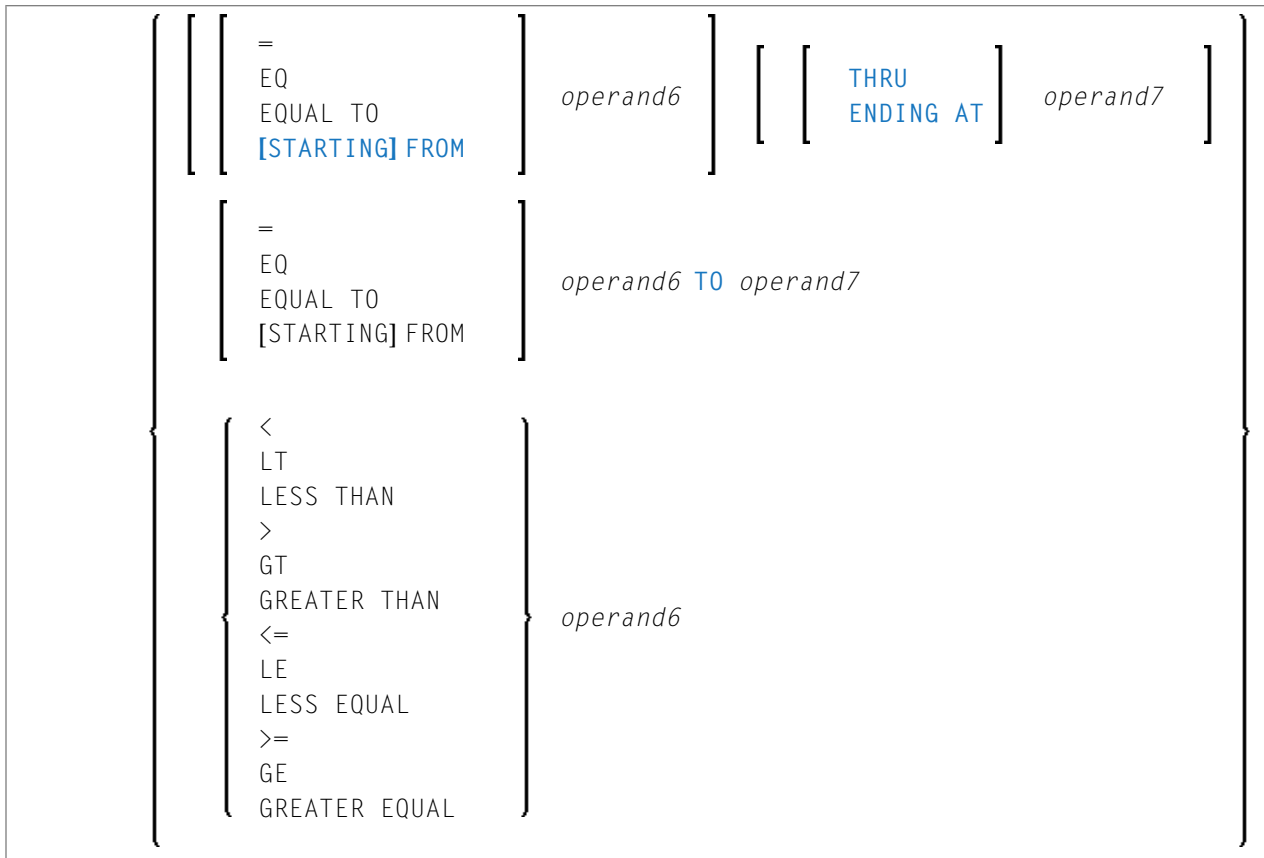 =
EQ
EQUAL TO operand6 THRU
[STARTING] FROM ENDING AT operand7
=
EQ
EQUAL TO operand6 TO operand7
[STARTING] FROM
<
LT
LESS THAN
>
GT
GREATER THAN
<= operand6
LE
LESS EQUAL
>=
GE
GREATER EQUAL